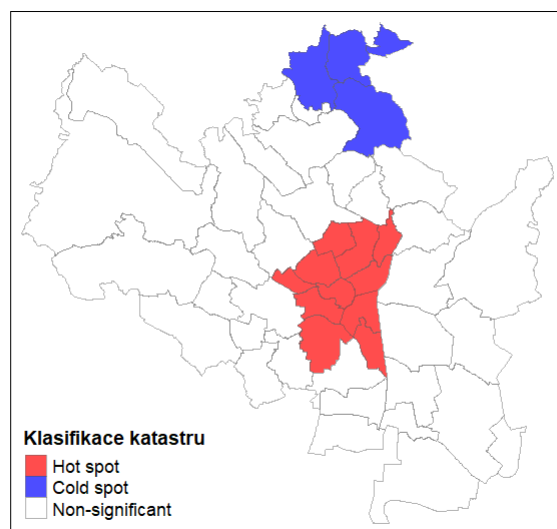 Klasifikace katastru
Hot spot
Cold spot
Non-significant